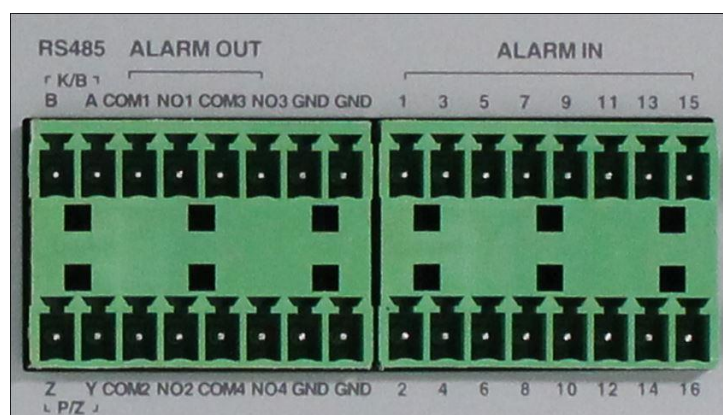 RS485 ALARM OUT ALARM IN
K/B
B A COM1 NO1 COM3 NO3 GND GND 1 3 5 7 9 11 13 15
Z Y COM2 NO2 COM4 NO4 GND GND 2 4 6 8 10 12 14 16
P/Z